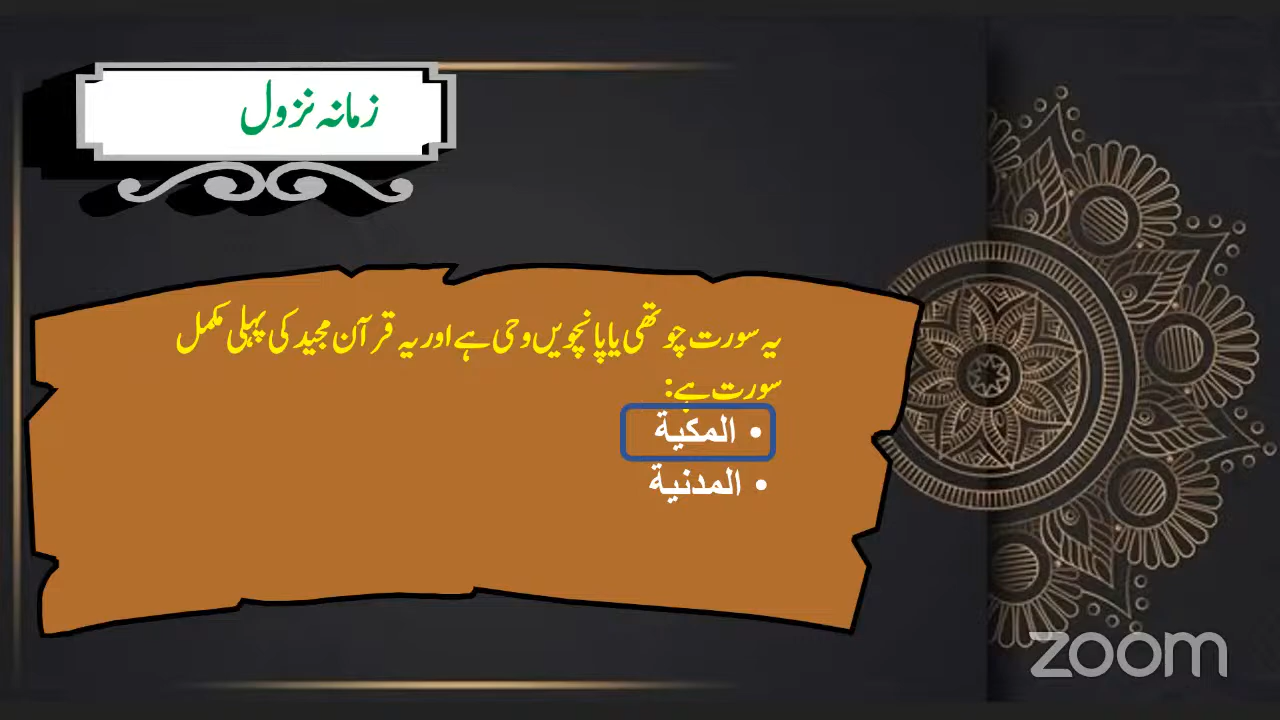 زمانہ نزول
یہ سورت چوتھی یا پانچویں وحی ہے اور یہ قرآن مجید کی پہلی مکمل
سورت ہے:
• المكية
• المدنية
zoom